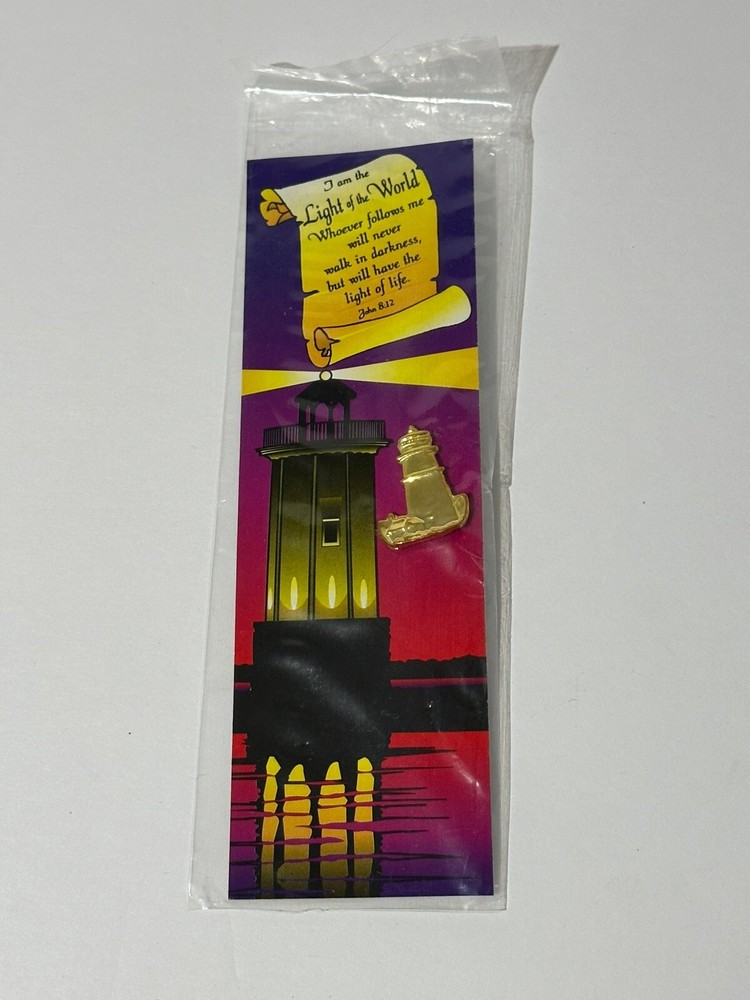 I am the
Light of the World
Whoever follows me
will never
walk in darkness,
but will have the
light of life.
John 8:12